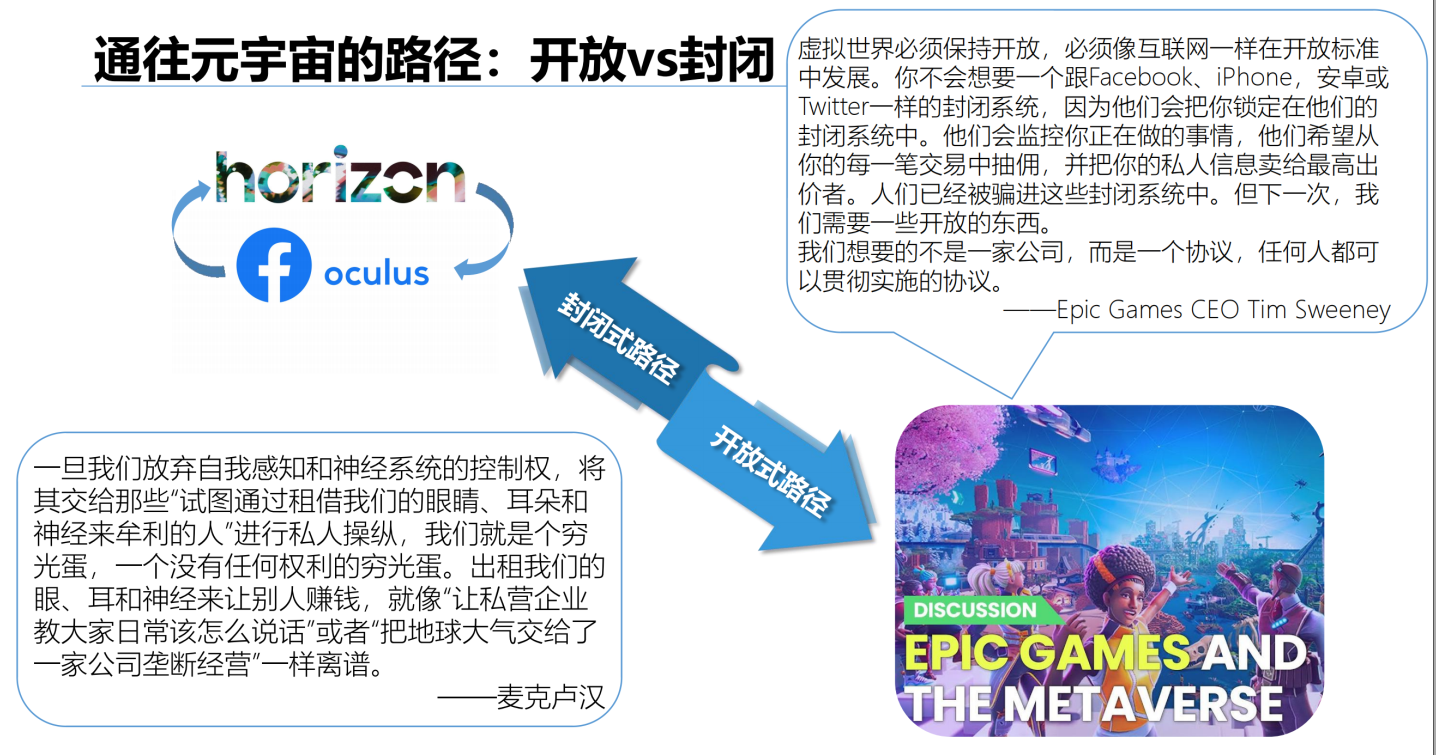 通往元宇宙的路径：开放vs封闭
虚拟世界必须保持开放，必须像互联网一样在开放标准
中发展。你不会想要一个跟Facebook、iPhone，安卓或
Twitter一样的封闭系统，因为他们会把你锁定在他们的
封闭系统中。他们会监控你正在做的事情，他们希望从
你的每一笔交易中抽佣，并把你的私人信息卖给最高出
价者。人们已经被骗进这些封闭系统中。但下一次，我
们需要一些开放的东西。
我们想要的不是一家公司，而是一个协议，任何人都可
以贯彻实施的协议。
——Epic Games CEO Tim Sweeney
horizon
f
oculus
封闭式路径
开放式路径
一旦我们放弃自我感知和神经系统的控制权，将
其交给那些“试图通过租借我们的眼睛、耳朵和
神经来牟利的人”进行私人操纵，我们就是个穷
光蛋，一个没有任何权利的穷光蛋。出租我们的
眼、耳和神经来让别人赚钱，就像“让私营企业
教大家日常该怎么说话”或者“把地球大气交给了
一家公司垄断经营”一样离谱。
——麦克卢汉
DISCUSSION
EPIC GAMES AND
THE METAVERSE